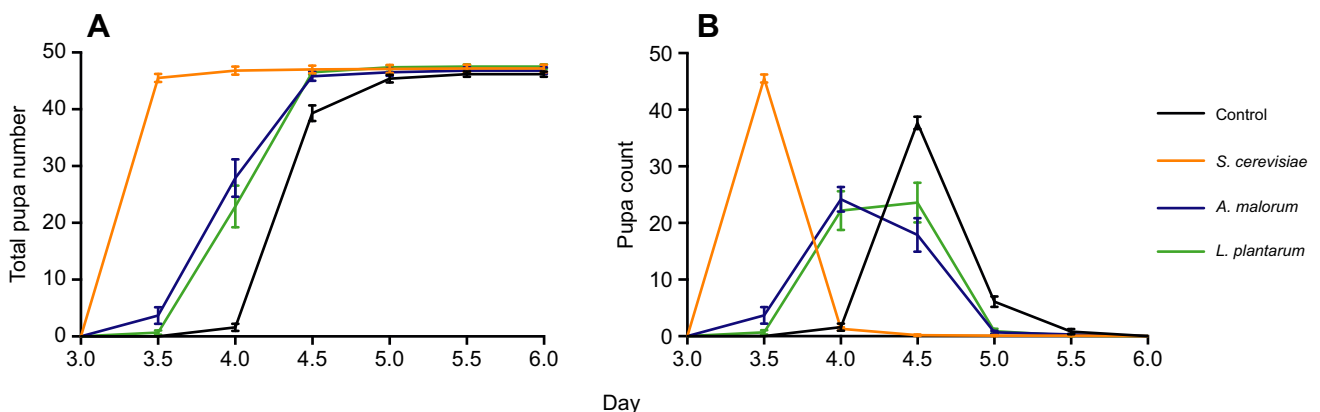 A
B
Total pupa number
50
40
30
20
10
0
3.0 3.5 4.0 4.5 5.0 5.5 6.0
Pupa count
50
40
30
20
10
0
3.0 3.5 4.0 4.5 5.0 5.5 6.0
Control
S. cerevisiae
A. malorum
L. plantarum
Day